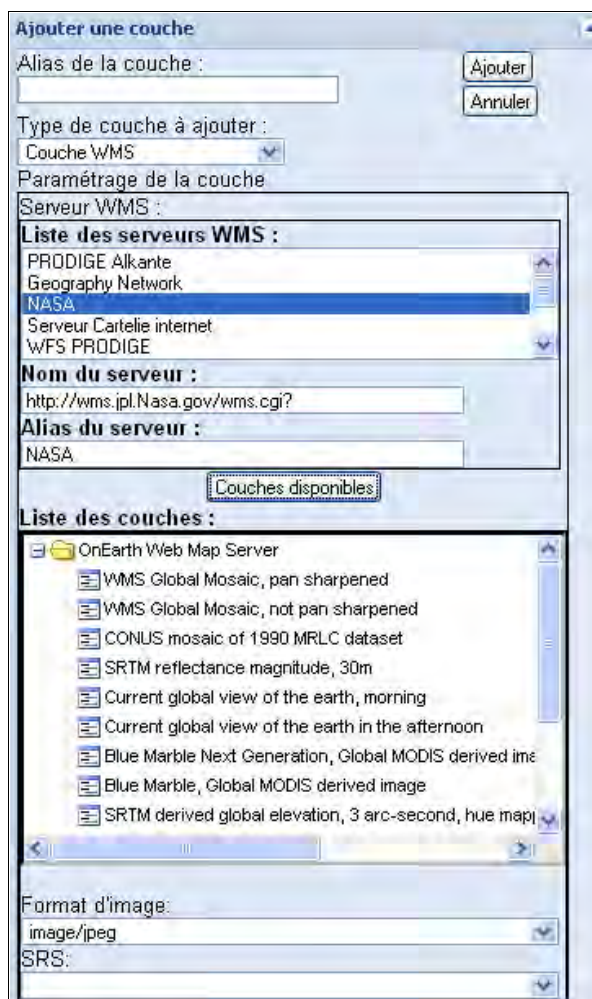 Ajouter une couche
Alias de la couche :
Ajouter
Annuler
Type de couche à ajouter :
Couche WMS
Paramétrage de la couche
Serveur WMS :
Liste des serveurs WMS :
PRODIGE Alkante
Geography Network
NASA
Serveur Cartelie internet
WFS PRODIGE
Nom du serveur :
http://wms.jpl.Nasa.gov/wms.cgi?
Alias du serveur :
NASA
Couches disponibles
Liste des couches :
OnEarth Web Map Server
WMS Global Mosaic, pan sharpened
WMS Global Mosaic, not pan sharpened
CONUS mosaic of 1990 MRLC dataset
SRTM reflectance magnitude, 30m
Current global view of the earth, morning
Current global view of the earth in the afternoon
Blue Marble Next Generation, Global MODIS derived ima
Blue Marble, Global MODIS derived image
SRTM derived global elevation, 3 arc-second, hue mapp
Format d'image:
image/jpeg
SRS: